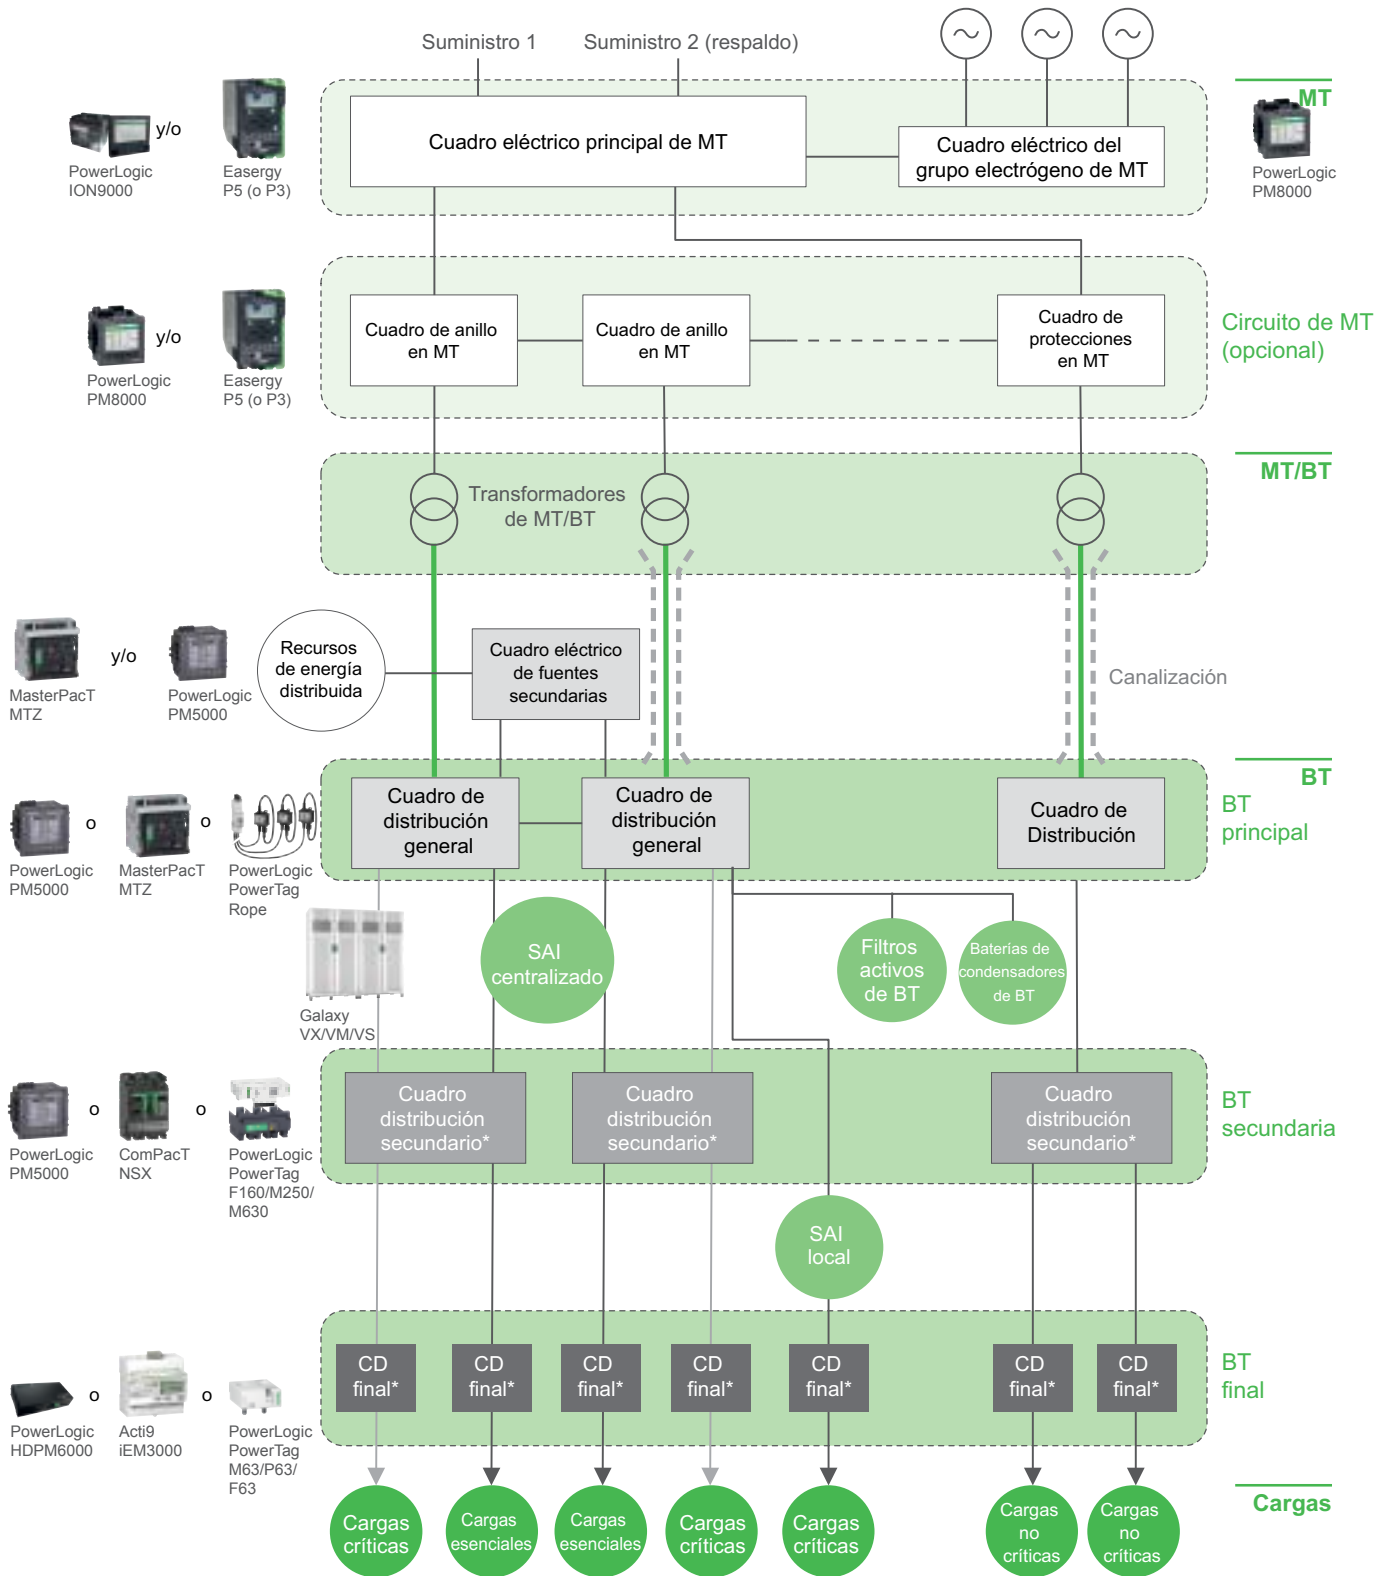 Suministro 1
Suministro 2 (respaldo)
MT
y/o
PowerLogic
ION9000
Easergy
P5 (o P3)
Cuadro eléctrico principal de MT
Cuadro eléctrico del
grupo electrógeno de MT
PowerLogic
PM8000
y/o
PowerLogic
PM8000
Easergy
P5 (o P3)
Cuadro de anillo
en MT
Cuadro de anillo
en MT
Cuadro de
protecciones
en MT
Circuito de MT
(opcional)
MT/BT
Transformadores
de MT/BT
y/o
MasterPacT
MTZ
PowerLogic
PM5000
Recursos
de energía
distribuida
Cuadro eléctrico
de fuentes
secundarias
Canalización
BT
o
o
PowerLogic
PM5000
MasterPacT
MTZ
PowerLogic
PowerTag
Rope
Cuadro de
distribución
general
Cuadro de
distribución
general
Cuadro de
Distribución
BT
principal
Galaxy
VX/VM/VS
SAI
centralizado
Filtros
activos
de BT
Baterías de
condensadores
de BT
o
o
PowerLogic
PM5000
ComPacT
NSX
PowerLogic
PowerTag
F160/M250/
M630
Cuadro
distribución
secundario*
Cuadro
distribución
secundario*
Cuadro
distribución
secundario*
BT
secundaria
SAI
local
o
o
PowerLogic
HDPM6000
Acti9
iEM3000
PowerLogic
PowerTag
M63/P63/
F63
CD
final*
CD
final*
CD
final*
CD
final*
CD
final*
CD
final*
CD
final*
BT
final
Cargas
Cargas
críticas
Cargas
esenciales
Cargas
esenciales
Cargas
críticas
Cargas
críticas
Cargas
no
críticas
Cargas
no
críticas